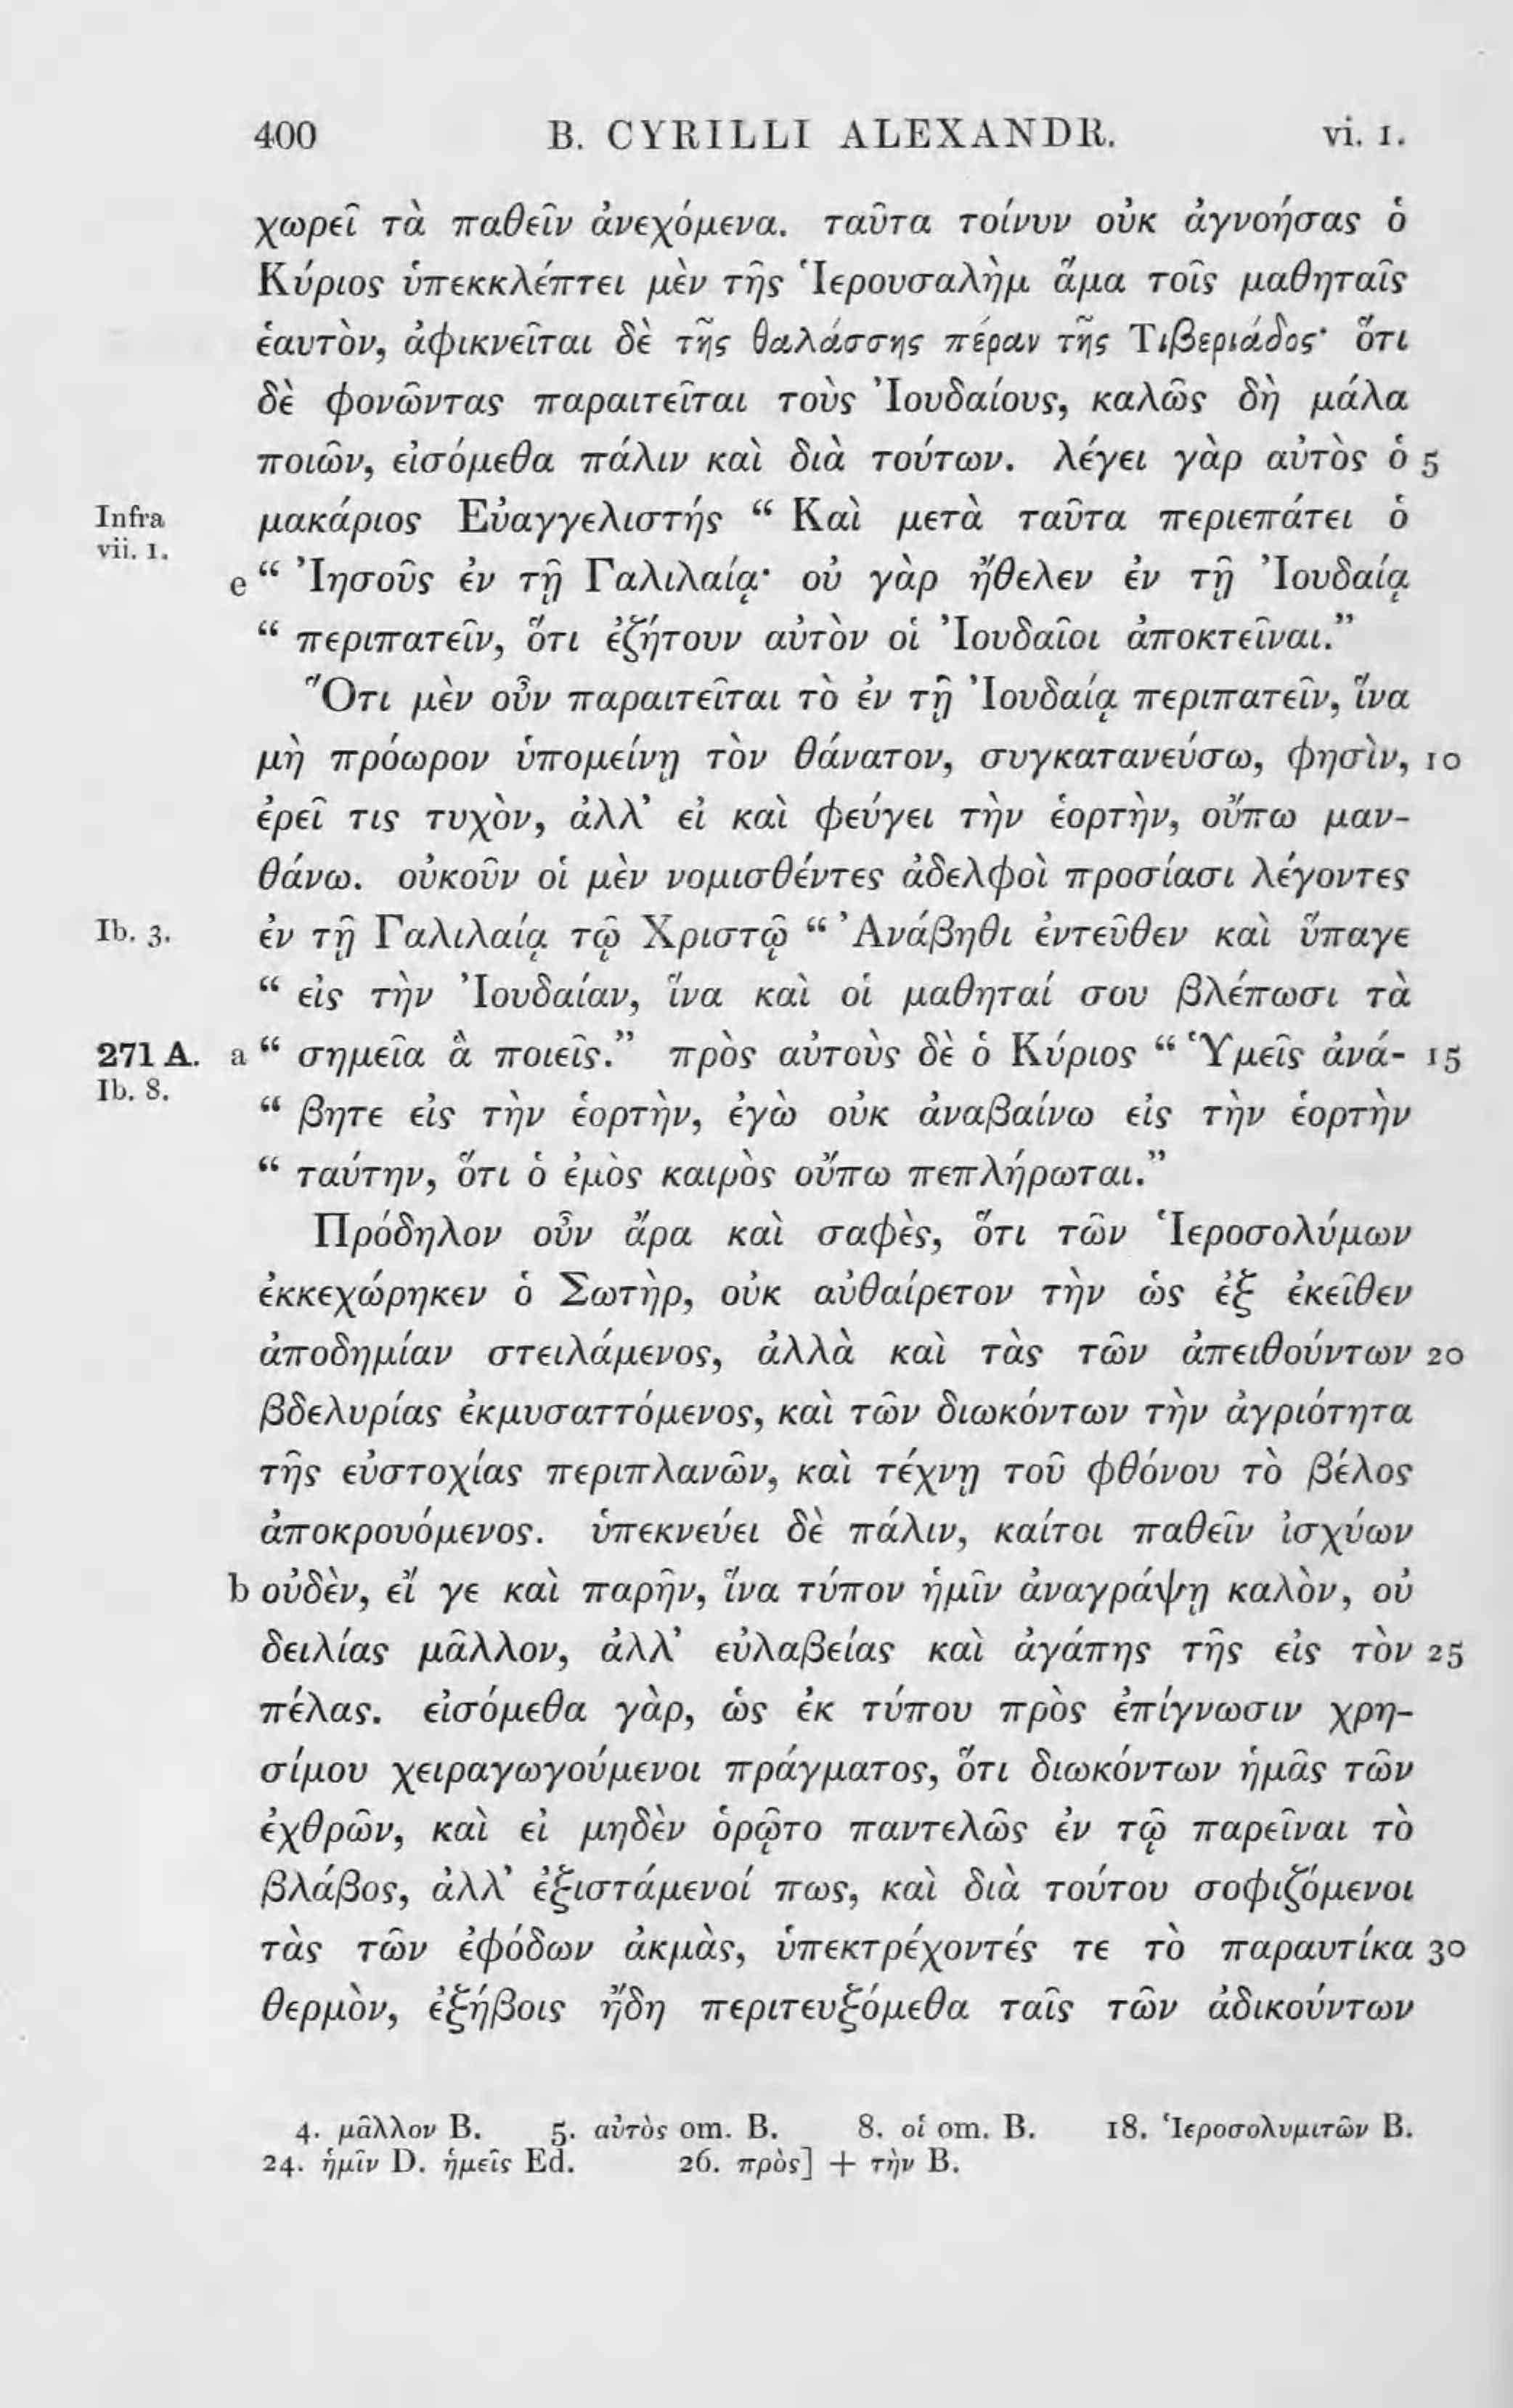 400 B. CYRILLI ALEXANDR. vi. 1.
χωρεῖ τὰ παθεῖν ἀνεχόμενα. ταῦτα τοίνυν οὐκ ἀγνοήσας ὁ
Κύριος ὑπεκκλέπτει μὲν τῆς Ἱερουσαλὴμ ἅμα τοῖς μαθηταῖς
ἑαυτὸν, ἀφικνεῖται δὲ τῆς θαλάσσης πέραν τῆς Τιβεριάδος· ὅτι
δὲ φονῶντας παραιτεῖται τοὺς Ἰουδαίους, καλῶς δὴ μάλα
ποιῶν, εἰσόμεθα πάλιν καὶ διὰ τούτων. λέγει γὰρ αὐτὸς ὁ 5
Infra vii. 1. μακάριος Εὐαγγελιστής “ Καὶ μετὰ ταῦτα περιεπάτει ὁ
e “ Ἰησοῦς ἐν τῇ Γαλιλαίᾳ· οὐ γὰρ ἤθελεν ἐν τῇ Ἰουδαίᾳ
“ περιπατεῖν, ὅτι ἐζήτουν αὐτὸν οἱ Ἰουδαῖοι ἀποκτεῖναι.”
Ὅτι μὲν οὖν παραιτεῖται τὸ ἐν τῇ Ἰουδαίᾳ περιπατεῖν, ἵνα
μὴ πρόωρον ὑπομείνῃ τὸν θάνατον, συγκατανεύσω, φησὶν, 10
ἐρεῖ τις τυχὸν, ἀλλ’ εἰ καὶ φεύγει τὴν ἑορτὴν, οὔπω μαν-
θάνω. οὐκοῦν οἱ μὲν νομισθέντες ἀδελφοὶ προσίασι λέγοντες
Ib. 3. ἐν τῇ Γαλιλαίᾳ τῷ Χριστῷ “ Ἀνάβηθι ἐντεῦθεν καὶ ὕπαγε
“ εἰς τὴν Ἰουδαίαν, ἵνα καὶ οἱ μαθηταί σου βλέπωσι τὰ
271 A. a “ σημεῖα ἃ ποιεῖς.” πρὸς αὐτοὺς δὲ ὁ Κύριος “ Ὑμεῖς ἀνά- 15
Ib. 8. “ βητε εἰς τὴν ἑορτὴν, ἐγὼ οὐκ ἀναβαίνω εἰς τὴν ἑορτὴν
“ ταύτην, ὅτι ὁ ἐμὸς καιρὸς οὔπω πεπλήρωται.”
Πρόδηλον οὖν ἄρα καὶ σαφὲς, ὅτι τῶν Ἱεροσολύμων
ἐκκεχώρηκεν ὁ Σωτὴρ, οὐκ αὐθαίρετον τὴν ὡς ἐξ ἐκεῖθεν
ἀποδημίαν στειλάμενος, ἀλλὰ καὶ τὰς τῶν ἀπειθούντων 20
βδελυρίας ἐκμυσαττόμενος, καὶ τῶν διωκόντων τὴν ἀγριότητα
τῆς εὐστοχίας περιπλανῶν, καὶ τέχνῃ τοῦ φθόνου τὸ βέλος
ἀποκρουόμενος. ὑπεκνεύει δὲ πάλιν, καίτοι παθεῖν ἰσχύων
b οὐδὲν, εἴ γε καὶ παρῆν, ἵνα τύπον ἡμῖν ἀναγράψῃ καλὸν, οὐ
δειλίας μᾶλλον, ἀλλ’ εὐλαβείας καὶ ἀγάπης τῆς εἰς τὸν 25
πέλας. εἰσόμεθα γὰρ, ὡς ἐκ τύπου πρὸς ἐπίγνωσιν χρη-
σίμου χειραγωγούμενοι πράγματος, ὅτι διωκόντων ἡμᾶς τῶν
ἐχθρῶν, καὶ εἰ μηδὲν ὁρῷτο παντελῶς ἐν τῷ παρεῖναι τὸ
βλάβος, ἀλλ’ ἐξιστάμενοί πως, καὶ διὰ τούτου σοφιζόμενοι
τὰς τῶν ἐφόδων ἀκμὰς, ὑπεκτρέχοντές τε τὸ παραυτίκα 30
θερμὸν, ἐξήβοις ἤδη περιτευξόμεθα ταῖς τῶν ἀδικούντων
4. μᾶλλον B. 5. αὐτὸς om. B. 8. οἱ om. B. 18. Ἱεροσολυμιτῶν B.
24. ἡμῖν D. ἡμεῖς Ed. 26. πρὸς] + τὴν B.